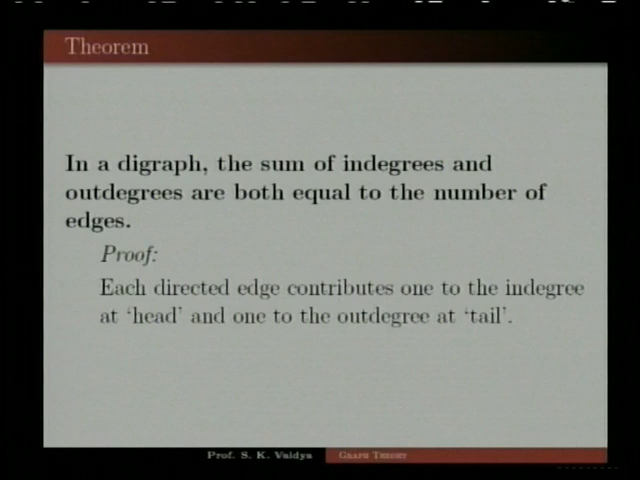 Theorem
In a digraph, the sum of indegrees and
outdegrees are both equal to the number of
edges.
Proof:
Each directed edge contributes one to the indegree
at ‘head’ and one to the outdegree at ‘tail’.
Prof. S. K. Vaidya Graph Theory